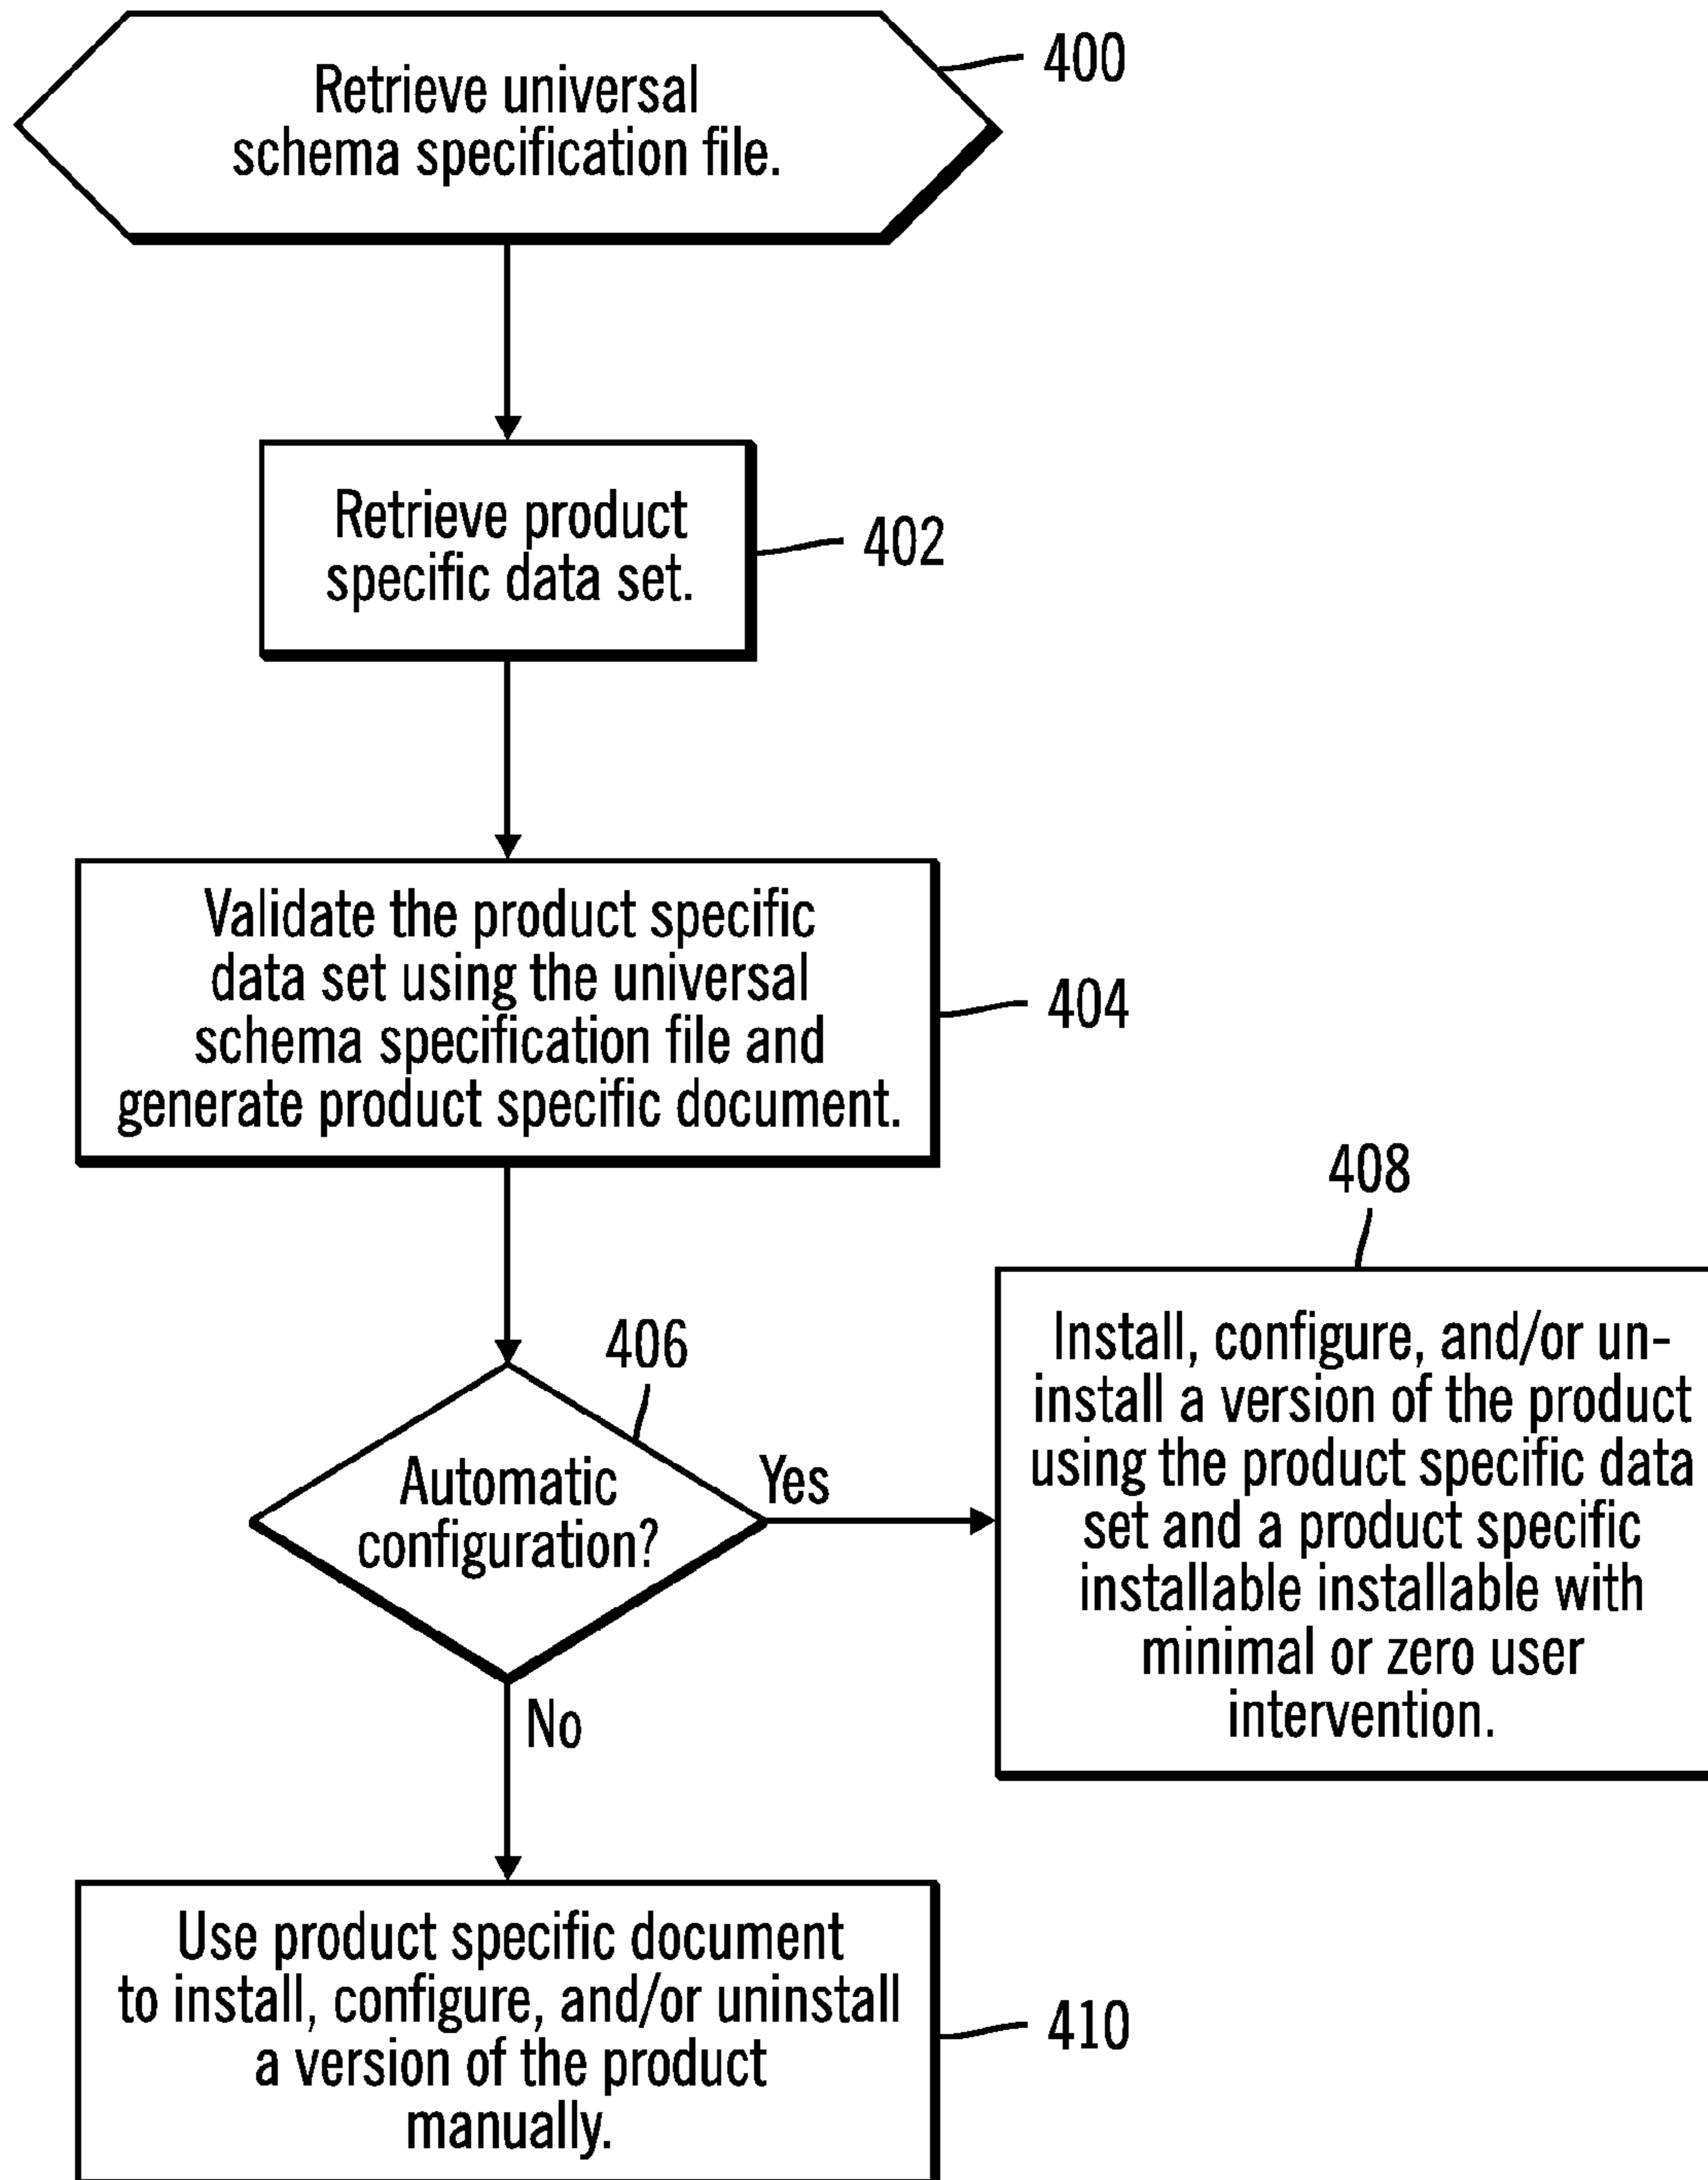 Retrieve universal
schema specification file.
400
Retrieve product
specific data set.
402
Validate the product specific
data set using the universal
schema specification file and
generate product specific document.
404
406
Automatic
configuration?
Yes
No
408
Install, configure, and/or un-
install a version of the product
using the product specific data
set and a product specific
installable installable with
minimal or zero user
intervention.
Use product specific document
to install, configure, and/or uninstall
a version of the product
manually.
410